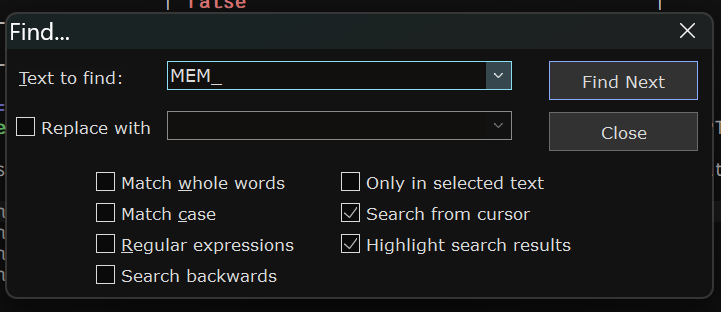 false
Find...
Text to find:
MEM_
Find Next
Replace with
Close
Match whole words
Only in selected text
Match case
Search from cursor
Regular expressions
Highlight search results
Search backwards